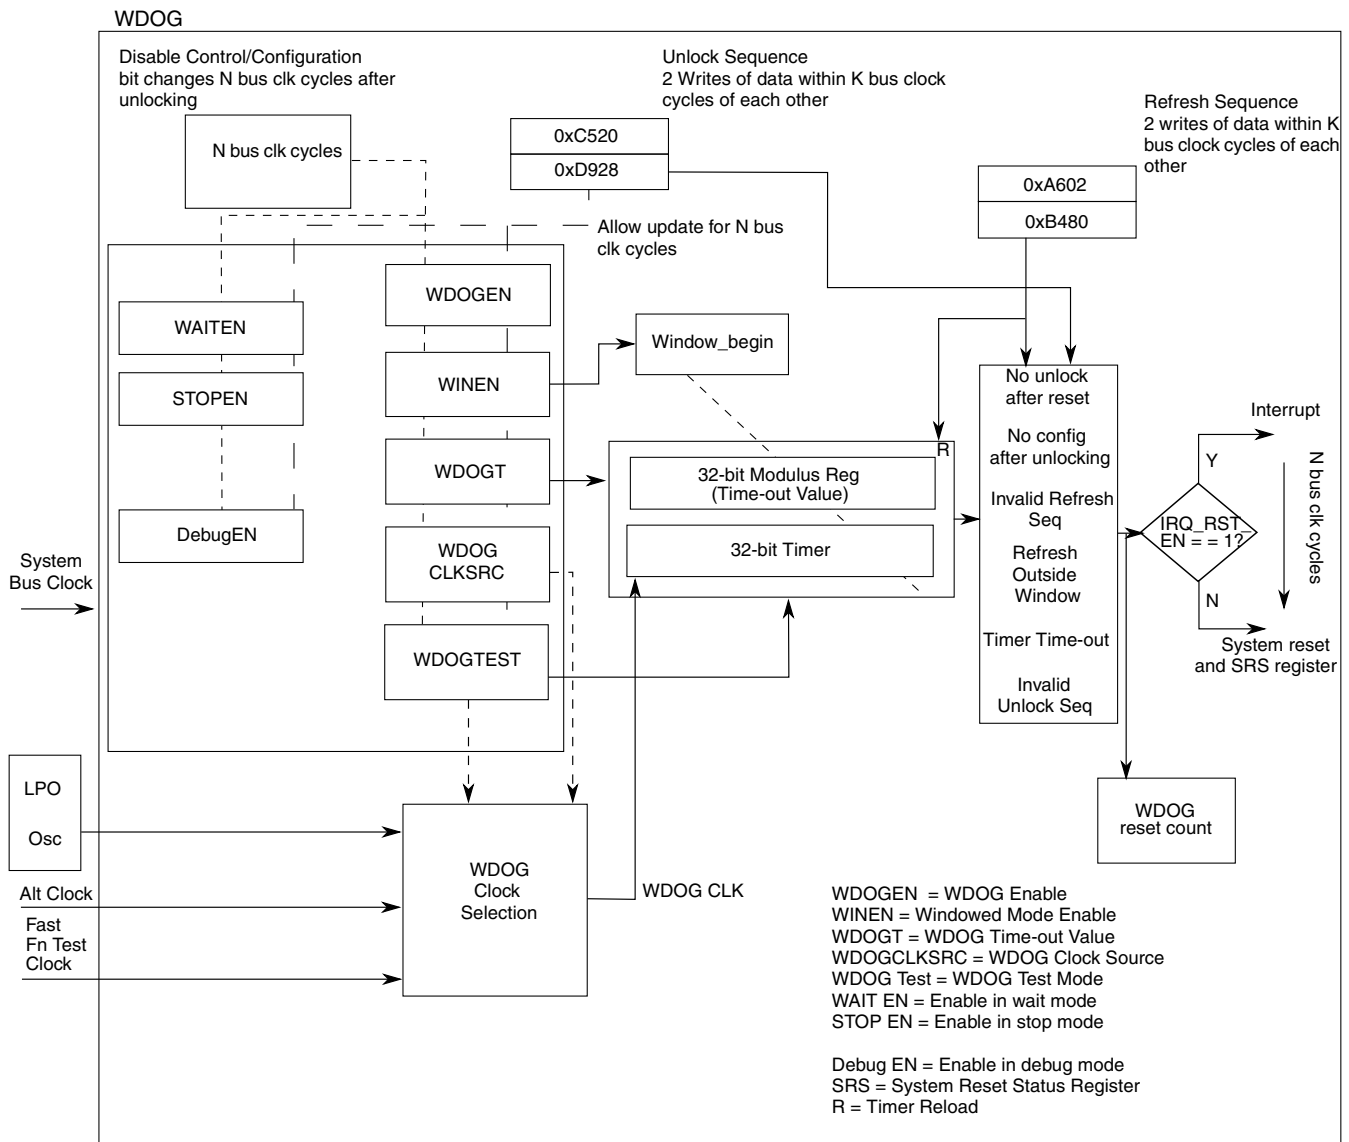 WDOG
Disable Control/Configuration
bit changes N bus clk cycles after
unlocking
N bus clk cycles
Unlock Sequence
2 Writes of data within K bus clock
cycles of each other
0xC520
0xD928
Allow update for N bus
clk cycles
Refresh Sequence
2 writes of data within K
bus clock cycles of each
other
0xA602
0xB480
WDOGEN
WAITEN
WINEN
STOPEN
WDOGT
DebugEN
WDOG
CLKSRC
WDOGTEST
System
Bus Clock
Window_begin
R
32-bit Modulus Reg
(Time-out Value)
32-bit Timer
No unlock
after reset
No config
after unlocking
Invalid Refresh
Seq
Refresh
Outside
Window
Timer Time-out
Invalid
Unlock Seq
Interrupt
Y
IRQ_RST_
EN = = 1?
N
N bus clk cycles
System reset
and SRS register
WDOG
reset count
LPO
Osc
Alt Clock
Fast
Fn Test
Clock
WDOG
Clock
Selection
WDOG CLK
WDOGEN = WDOG Enable
WINEN = Windowed Mode Enable
WDOGT = WDOG Time-out Value
WDOGCLKSRC = WDOG Clock Source
WDOG Test = WDOG Test Mode
WAIT EN = Enable in wait mode
STOP EN = Enable in stop mode
Debug EN = Enable in debug mode
SRS = System Reset Status Register
R = Timer Reload